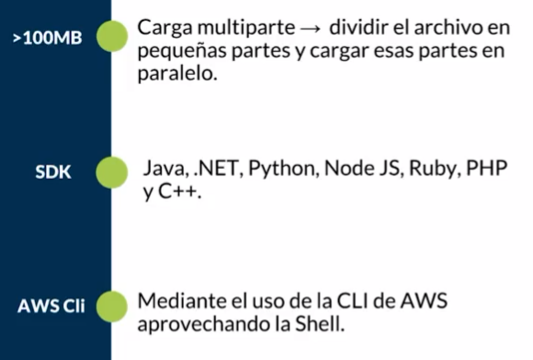 >100MB
Carga multiparte → dividir el archivo en
pequeñas partes y cargar esas partes en
paralelo.
SDK
Java, .NET, Python, Node JS, Ruby, PHP
y C++.
AWS Cli
Mediante el uso de la CLI de AWS
aprovechando la Shell.